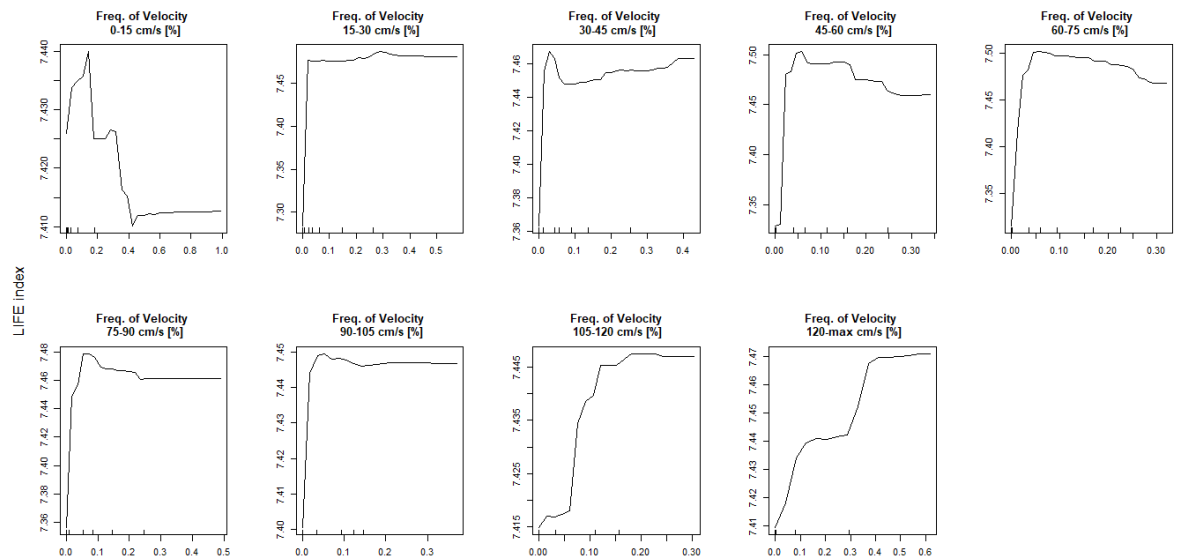 Freq. of Velocity
0-15 cm/s [%]
7.440
7.430
7.420
7.410
0.0 0.2 0.4 0.6 0.8 1.0
Freq. of Velocity
15-30 cm/s [%]
7.45
7.40
7.35
7.30
0.0 0.1 0.2 0.3 0.4 0.5
Freq. of Velocity
30-45 cm/s [%]
7.46
7.44
7.42
7.40
7.38
7.36
0.0 0.1 0.2 0.3 0.4
Freq. of Velocity
45-60 cm/s [%]
7.50
7.45
7.40
7.35
0.00 0.10 0.20 0.30
Freq. of Velocity
60-75 cm/s [%]
7.50
7.45
7.40
7.35
0.00 0.10 0.20 0.30
LIFE index
Freq. of Velocity
75-90 cm/s [%]
7.48
7.46
7.44
7.42
7.40
7.38
7.36
0.0 0.1 0.2 0.3 0.4 0.5
Freq. of Velocity
90-105 cm/s [%]
7.45
7.44
7.43
7.42
7.41
7.40
0.0 0.1 0.2 0.3
Freq. of Velocity
105-120 cm/s [%]
7.445
7.435
7.425
7.415
0.00 0.10 0.20 0.30
Freq. of Velocity
120-max cm/s [%]
7.47
7.46
7.45
7.44
7.43
7.42
7.41
0.0 0.1 0.2 0.3 0.4 0.5 0.6